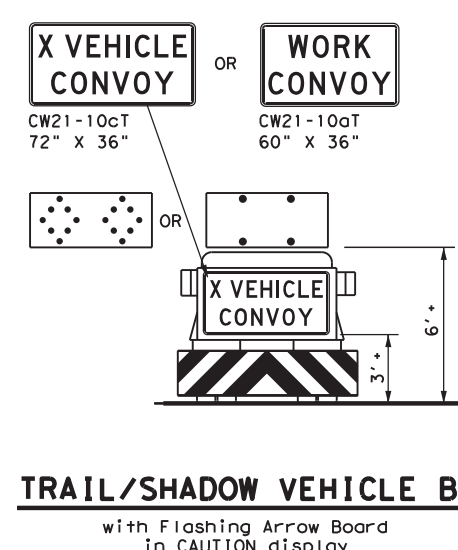 X VEHICLE
CONVOY
OR
WORK
CONVOY
CW21-10cT
72" X 36"
CW21-10aT
60" X 36"
OR
X VEHICLE
CONVOY
6' +
3' +
TRAIL/SHADOW VEHICLE B
with Flashing Arrow Board
in CAUTION display